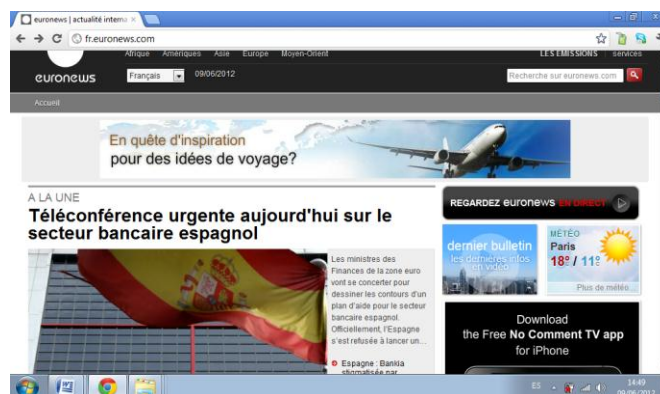 euronews | actualité interna
fr.euronews.com
Afrique Amériques Asie Europe Moyen-Orient
LES EMISSIONS services
euronews
Français
09/06/2012
Recherche sur euronews.com
Accueil
En quête d'inspiration
pour des idées de voyage?
A LA UNE
Téléconférence urgente aujourd'hui sur le
secteur bancaire espagnol
Les ministres des
Finances de la zone euro
vont se concerter pour
dessiner les contours d'un
plan d'aide pour le secteur
bancaire espagnol.
Officiellement, l'Espagne
s'est refusée à lancer un...
Espagne : Bankia
stigmatisée par
REGARDEZ euronews EN DIRECT
dernier bulletin
les dernières infos
en vidéo
MÉTÉO
Paris
18° / 11°
Plus de météo...
Download
the Free No Comment TV app
for iPhone
ES
14:49
09/06/2012